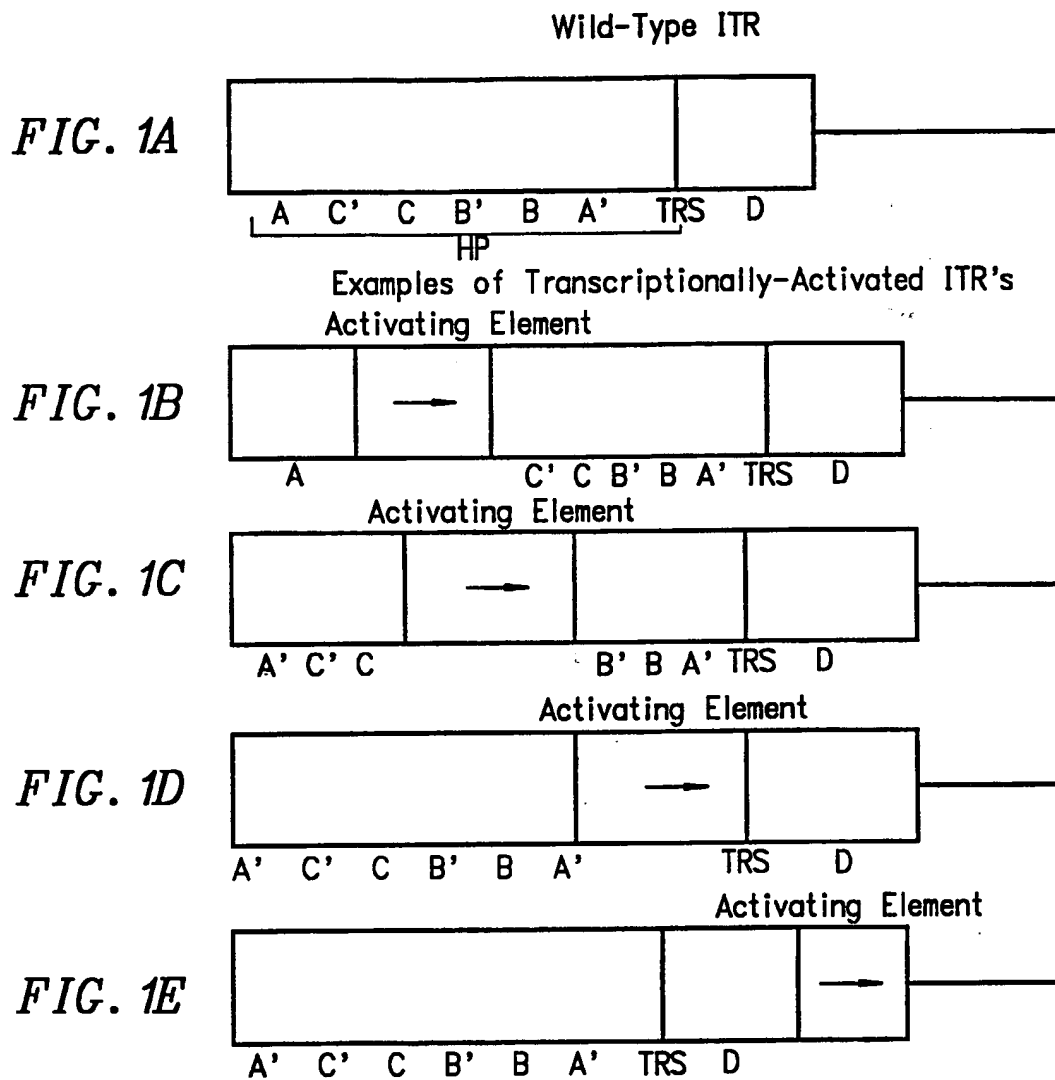 Wild-Type ITR
FIG. 1A
A C' C B' B A' TRS D
HP
Examples of Transcriptionally-Activated ITR's
Activating Element
FIG. 1B
A C' C B' B A' TRS D
Activating Element
FIG. 1C
A' C' C B' B A' TRS D
Activating Element
FIG. 1D
A' C' C B' B A' TRS D
Activating Element
FIG. 1E
A' C' C B' B A' TRS D